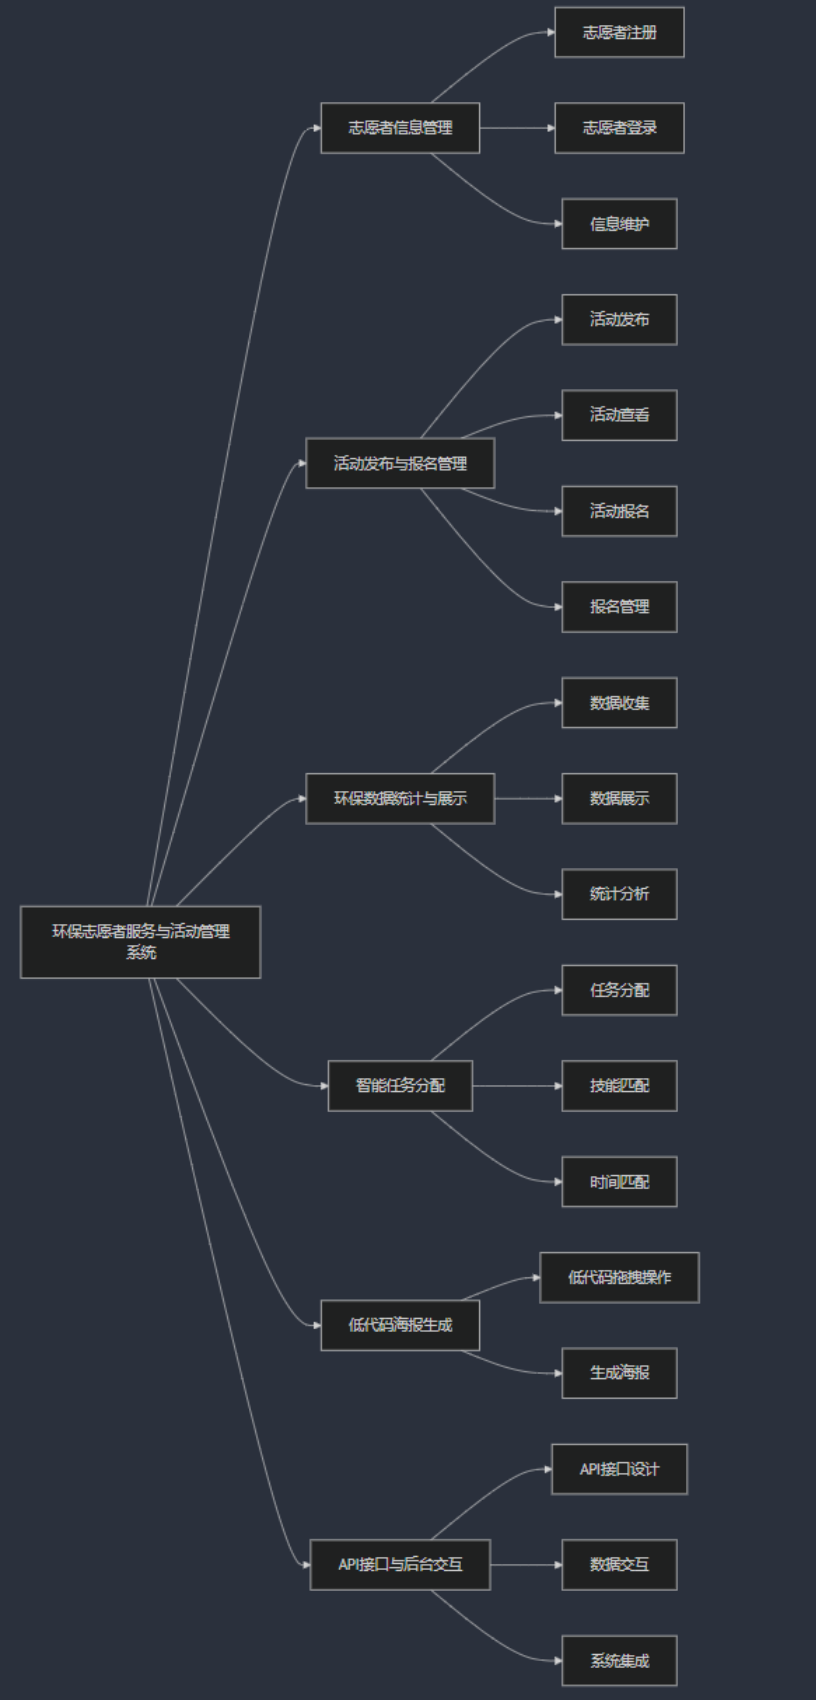 志愿者注册
志愿者信息管理
志愿者登录
信息维护
活动发布
活动查看
活动发布与报名管理
活动报名
报名管理
数据收集
环保数据统计与展示
数据展示
统计分析
环保志愿者服务与活动管理
系统
任务分配
智能任务分配
技能匹配
时间匹配
低代码拖拽操作
低代码海报生成
生成海报
API接口设计
API接口与后台交互
数据交互
系统集成